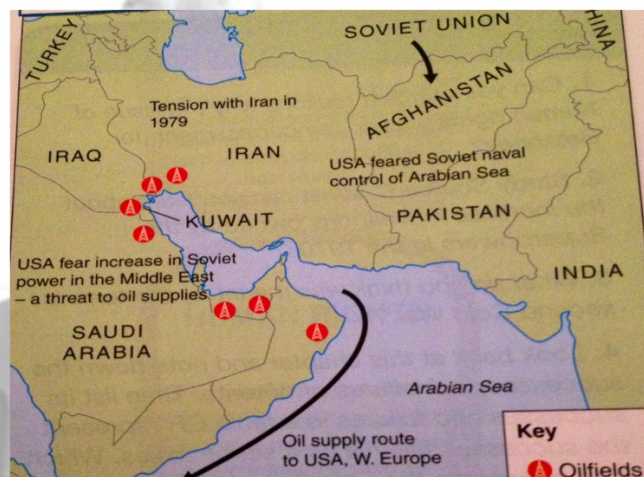 SOVIET UNION
TURKEY
CHINA
Tension with Iran in
1979
AFGHANISTAN
IRAQ
IRAN
USA feared Soviet naval
control of Arabian Sea
KUWAIT
PAKISTAN
USA fear increase in Soviet
power in the Middle East
– a threat to oil supplies
INDIA
SAUDI
ARABIA
Arabian Sea
Oil supply route
to USA, W. Europe
Key
Oilfields